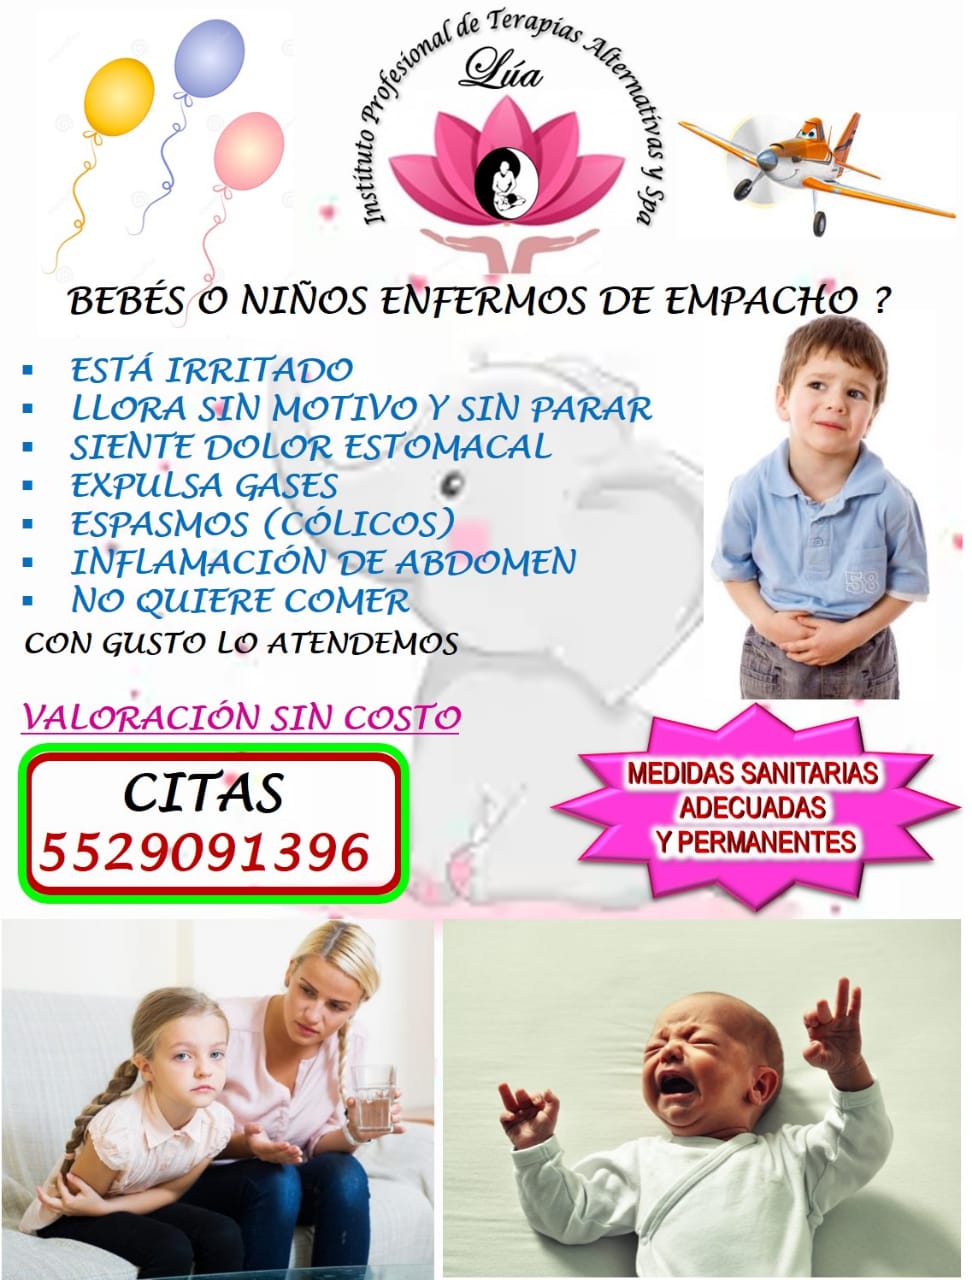 Instituto Profesional de Terapias Alternativas y Spa
Lúa
BEBÉS O NIÑOS ENFERMOS DE EMPACHO ?
▪ ESTÁ IRRITADO
▪ LLORA SIN MOTIVO Y SIN PARAR
▪ SIENTE DOLOR ESTOMACAL
▪ EXPULSA GASES
▪ ESPASMOS (CÓLICOS)
▪ INFLAMACIÓN DE ABDOMEN
▪ NO QUIERE COMER
CON GUSTO LO ATENDEMOS
VALORACIÓN SIN COSTO
CITAS
5529091396
MEDIDAS SANITARIAS
ADECUADAS
Y PERMANENTES
58